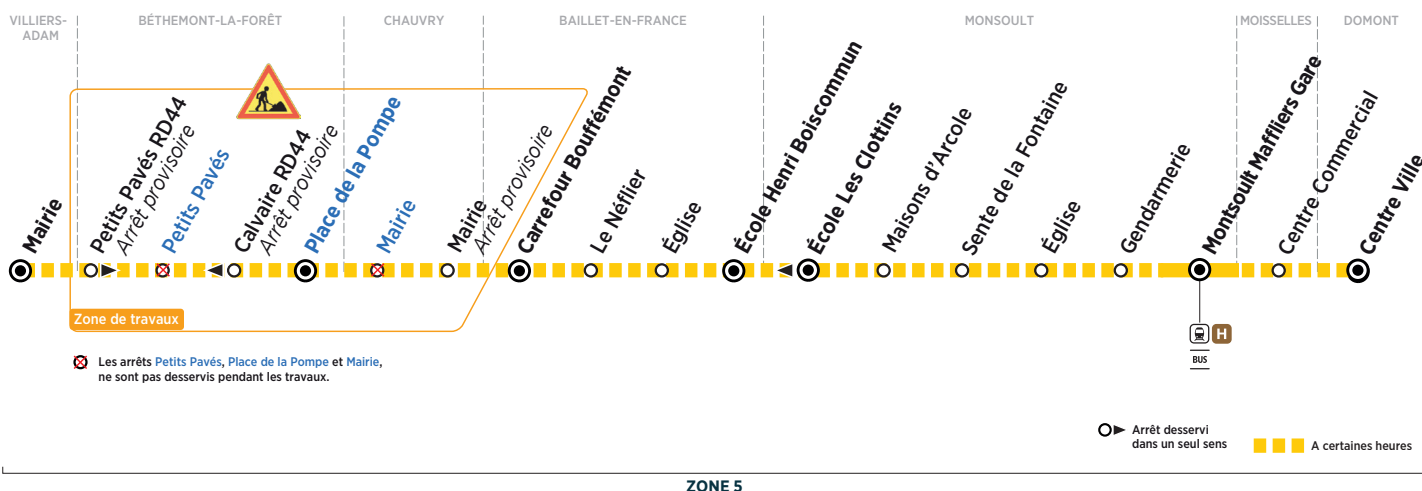 VILLIERS-
ADAM
BÉTHEMONT-LA-FORÊT
CHAUVRY
BAILLET-EN-FRANCE
MONSOULT
MOISSELLES
DOMONT
Mairie
Petits Pavés RD44
Arrêt provisoire
Petits Pavés
Calvaire RD44
Arrêt provisoire
Place de la Pompe
Mairie
Mairie
Arrêt provisoire
Carrefour Bouffémont
Le Néflier
Église
École Henri Boiscommun
École Les Clottins
Maisons d'Arcole
Sente de la Fontaine
Église
Gendarmerie
Montsoult Maffliers Gare
Centre Commercial
Centre Ville
Zone de travaux
H
BUS
Les arrêts Petits Pavés, Place de la Pompe et Mairie,
ne sont pas desservis pendant les travaux.
Arrêt desservi
dans un seul sens
A certaines heures
ZONE 5